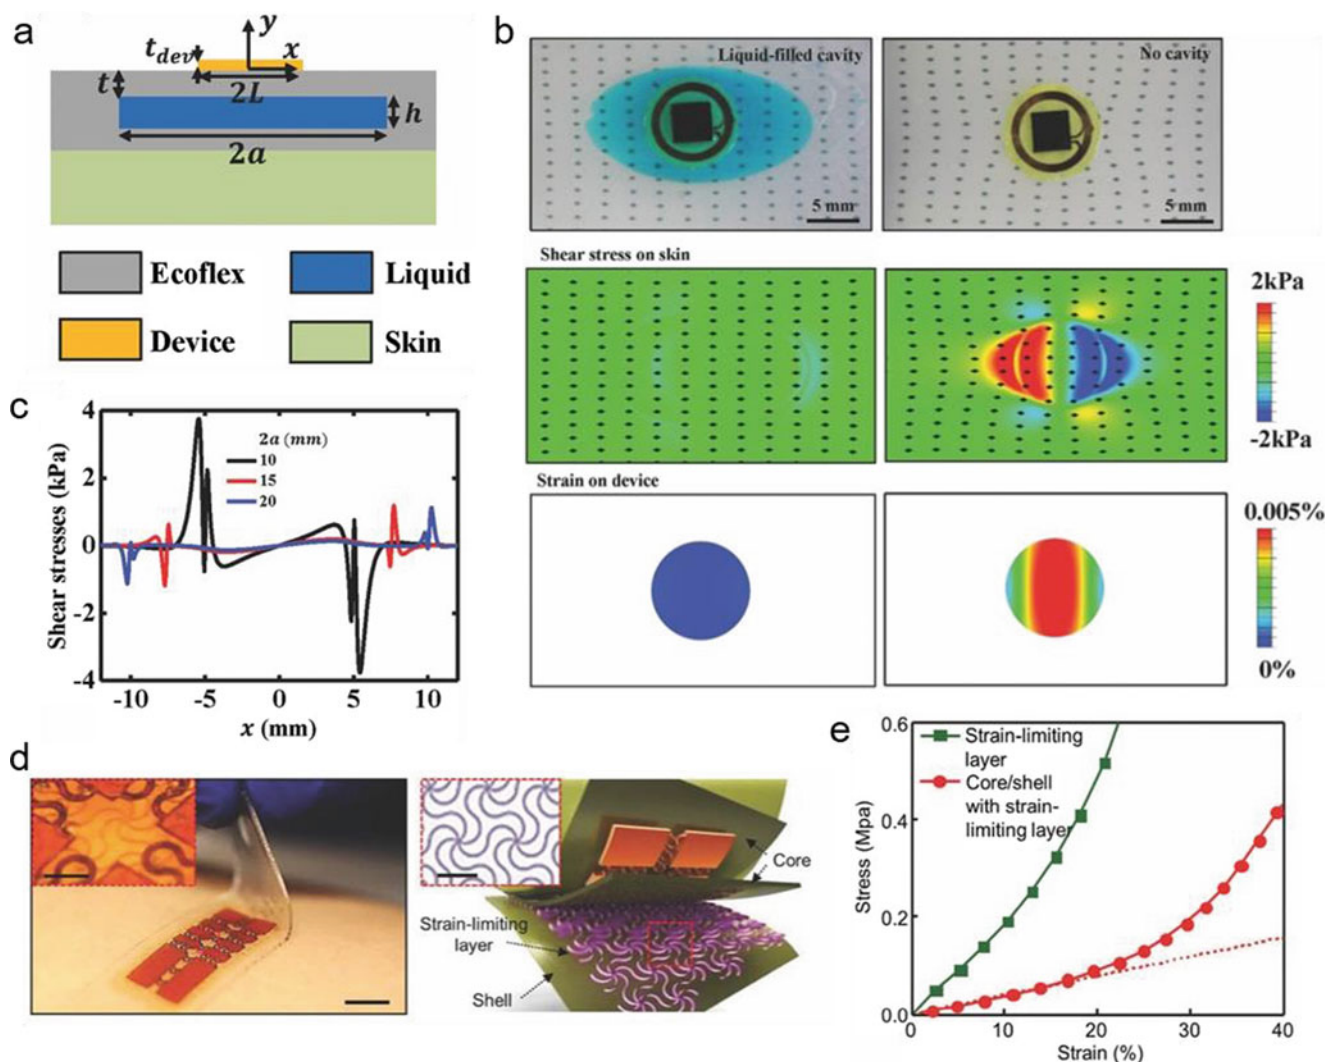 a
y
t_dev
x
t
2L
h
2a
Ecoflex
Liquid
Device
Skin
b
Liquid-filled cavity
No cavity
5 mm
5 mm
Shear stress on skin
2kPa
-2kPa
Strain on device
0.005%
0%
c
Shear stresses (kPa)
4
2
0
-2
-4
2a (mm)
10
15
20
-10
-5
0
5
10
x (mm)
d
Core
Strain-limiting
layer
Shell
e
Stress (Mpa)
0.6
0.4
0.2
0.0
Strain-limiting
layer
Core/shell
with strain-
limiting layer
0
10
20
30
40
Strain (%)